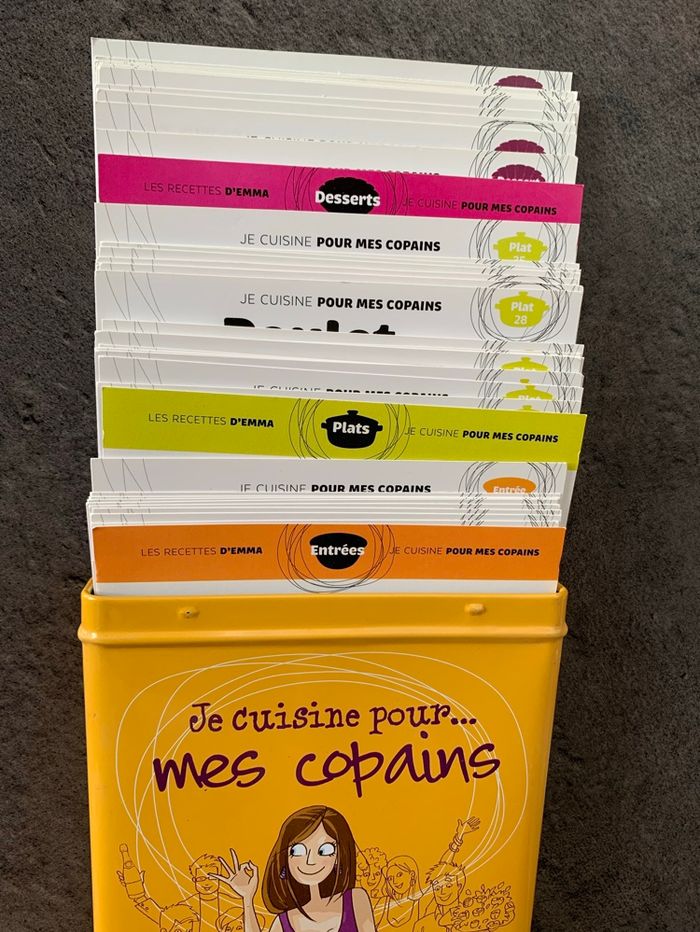 LES RECETTES D'EMMA Desserts JE CUISINE POUR MES COPAINS
JE CUISINE POUR MES COPAINS Plat
JE CUISINE POUR MES COPAINS Plat
28
Poulet
JE CUISINE POUR MES COPAINS
LES RECETTES D'EMMA Plats JE CUISINE POUR MES COPAINS
JE CUISINE POUR MES COPAINS Entrée
LES RECETTES D'EMMA Entrées JE CUISINE POUR MES COPAINS
Je cuisine pour...
mes copains